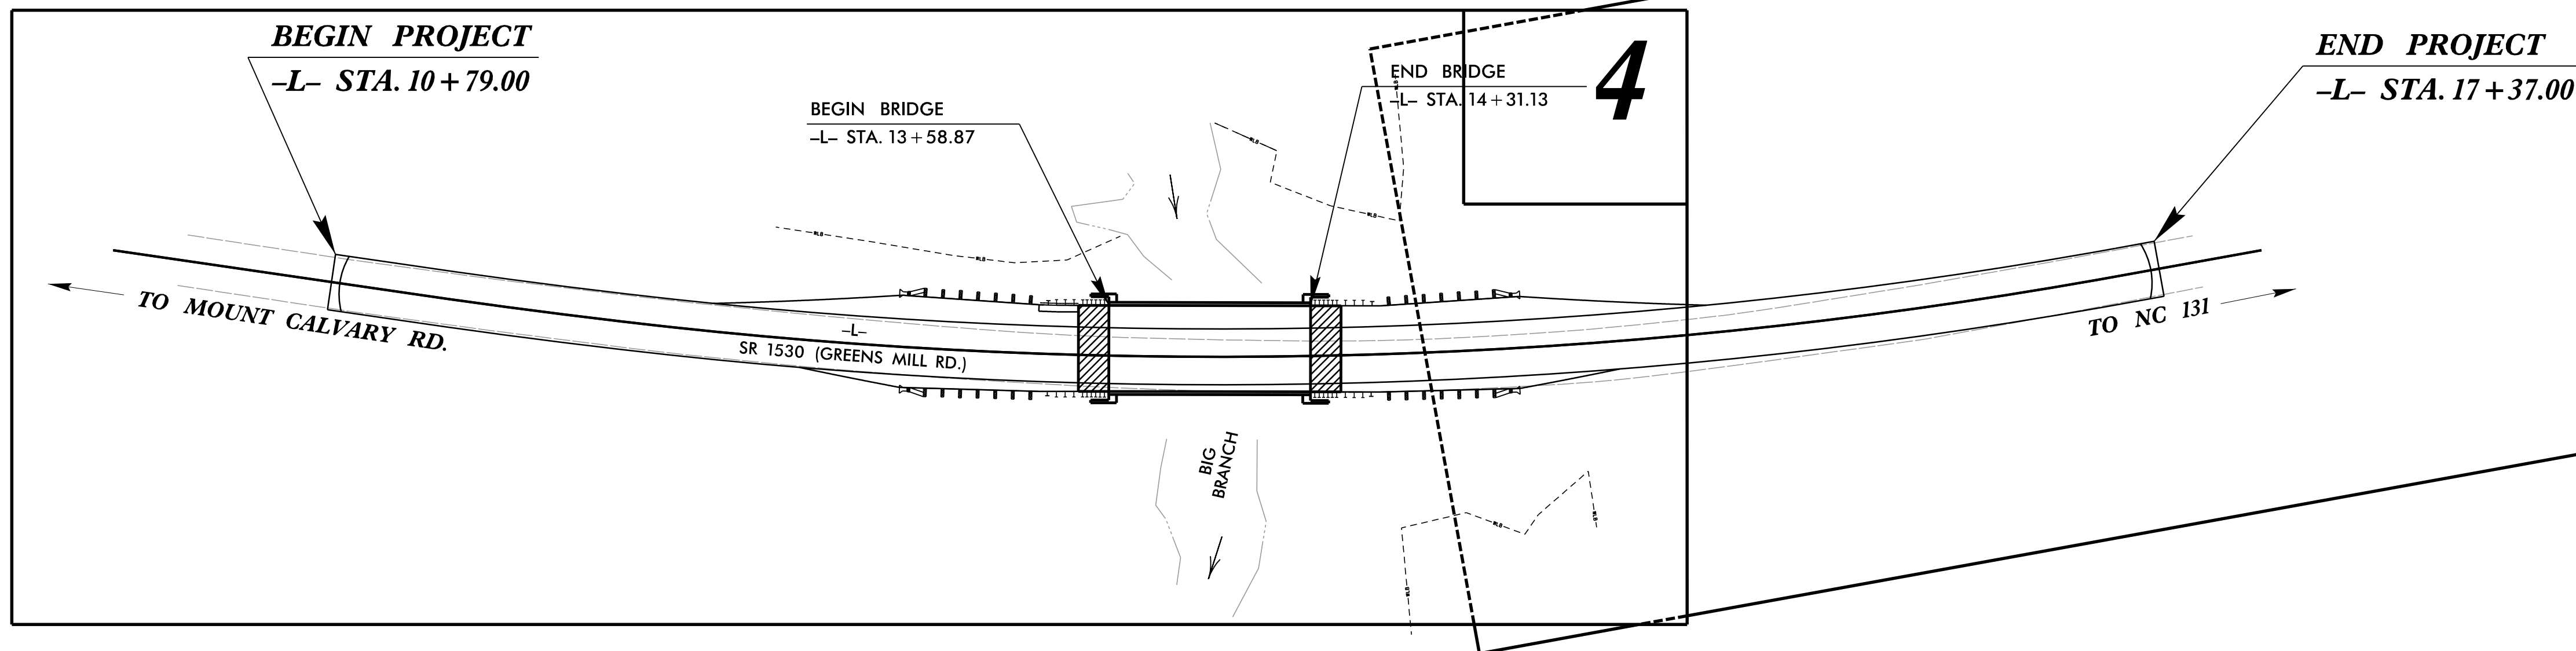 BEGIN PROJECT
–L– STA. 10+79.00
BEGIN BRIDGE
–L– STA. 13+58.87
END BRIDGE
–L– STA. 14+31.13
4
END PROJECT
–L– STA. 17+37.00
TO MOUNT CALVARY RD.
–L–
SR 1530 (GREENS MILL RD.)
TO NC 131
BIG
BRANCH